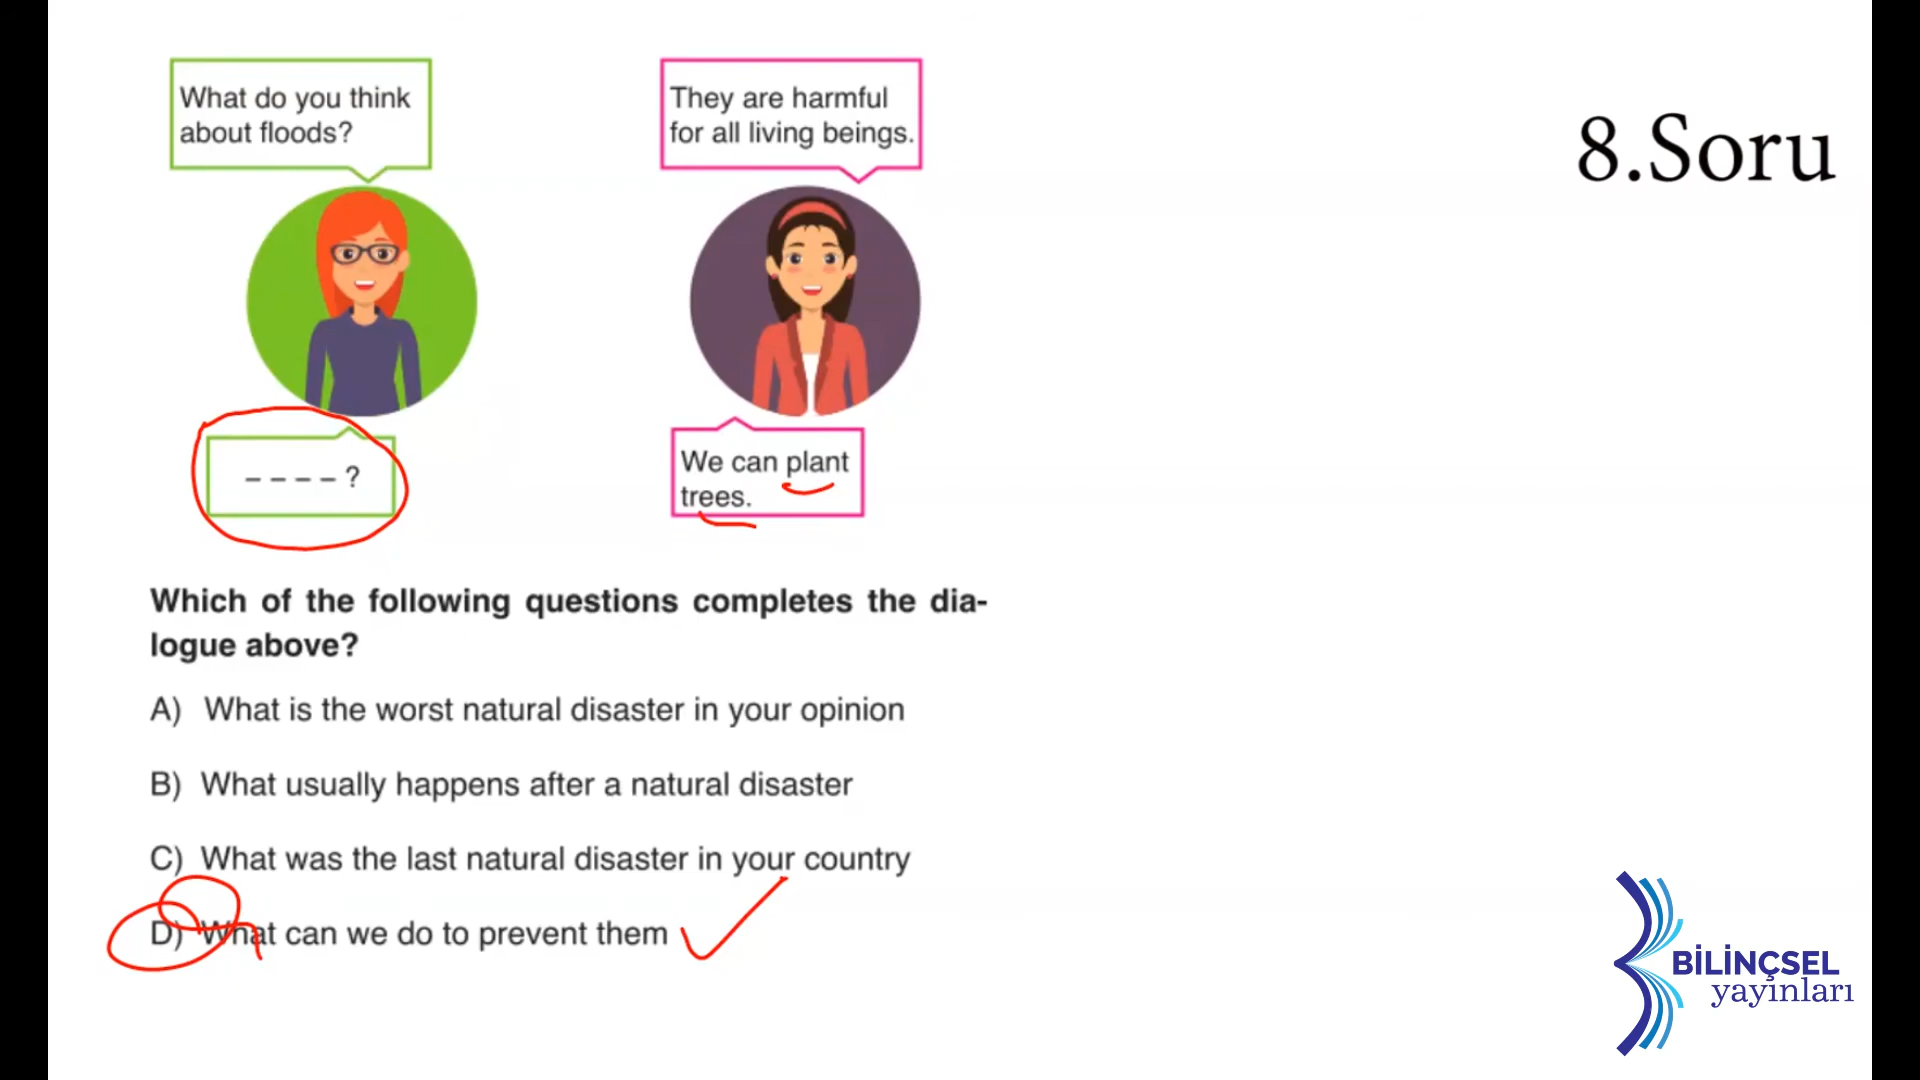 What do you think
about floods?
They are harmful
for all living beings.
8.Soru
– – – – ?
We can plant
trees.
Which of the following questions completes the dia-
logue above?
A) What is the worst natural disaster in your opinion
B) What usually happens after a natural disaster
C) What was the last natural disaster in your country
D) What can we do to prevent them
BİLİNÇSEL
yayınları